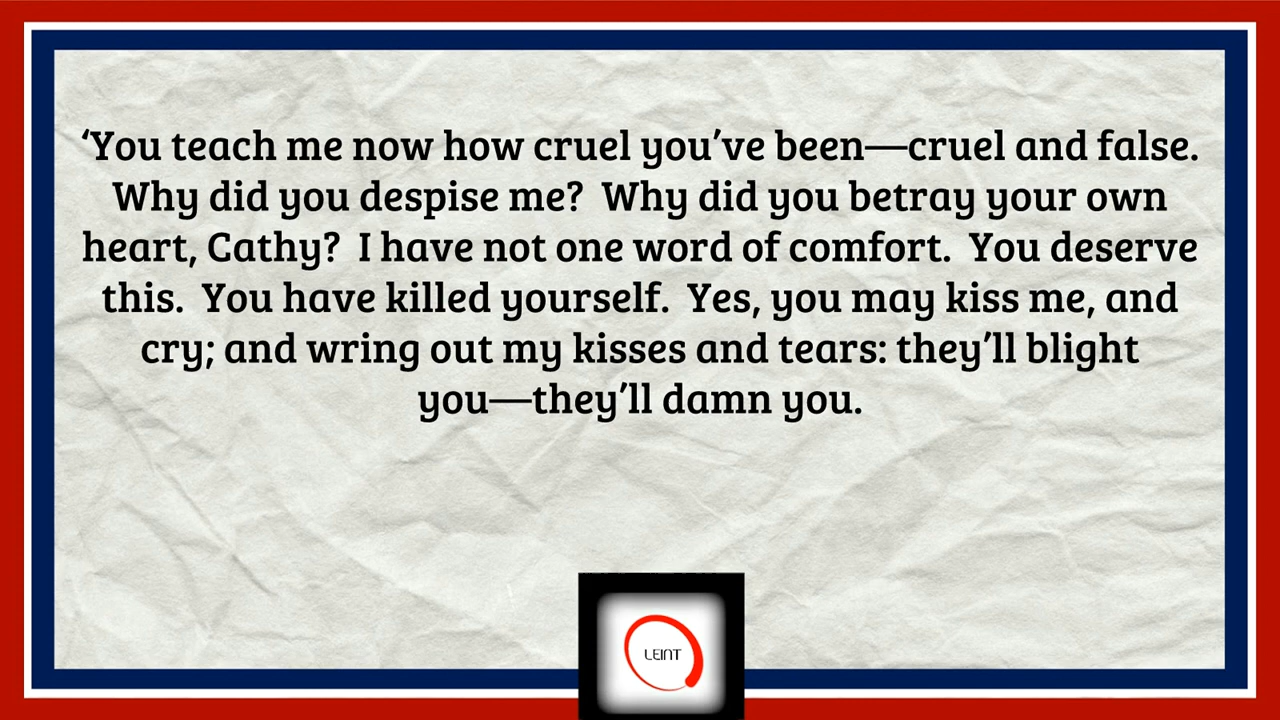 ‘You teach me now how cruel you’ve been—cruel and false.
Why did you despise me?  Why did you betray your own
heart, Cathy?  I have not one word of comfort.  You deserve
this.  You have killed yourself.  Yes, you may kiss me, and
cry; and wring out my kisses and tears: they’ll blight
you—they’ll damn you.
LEINT